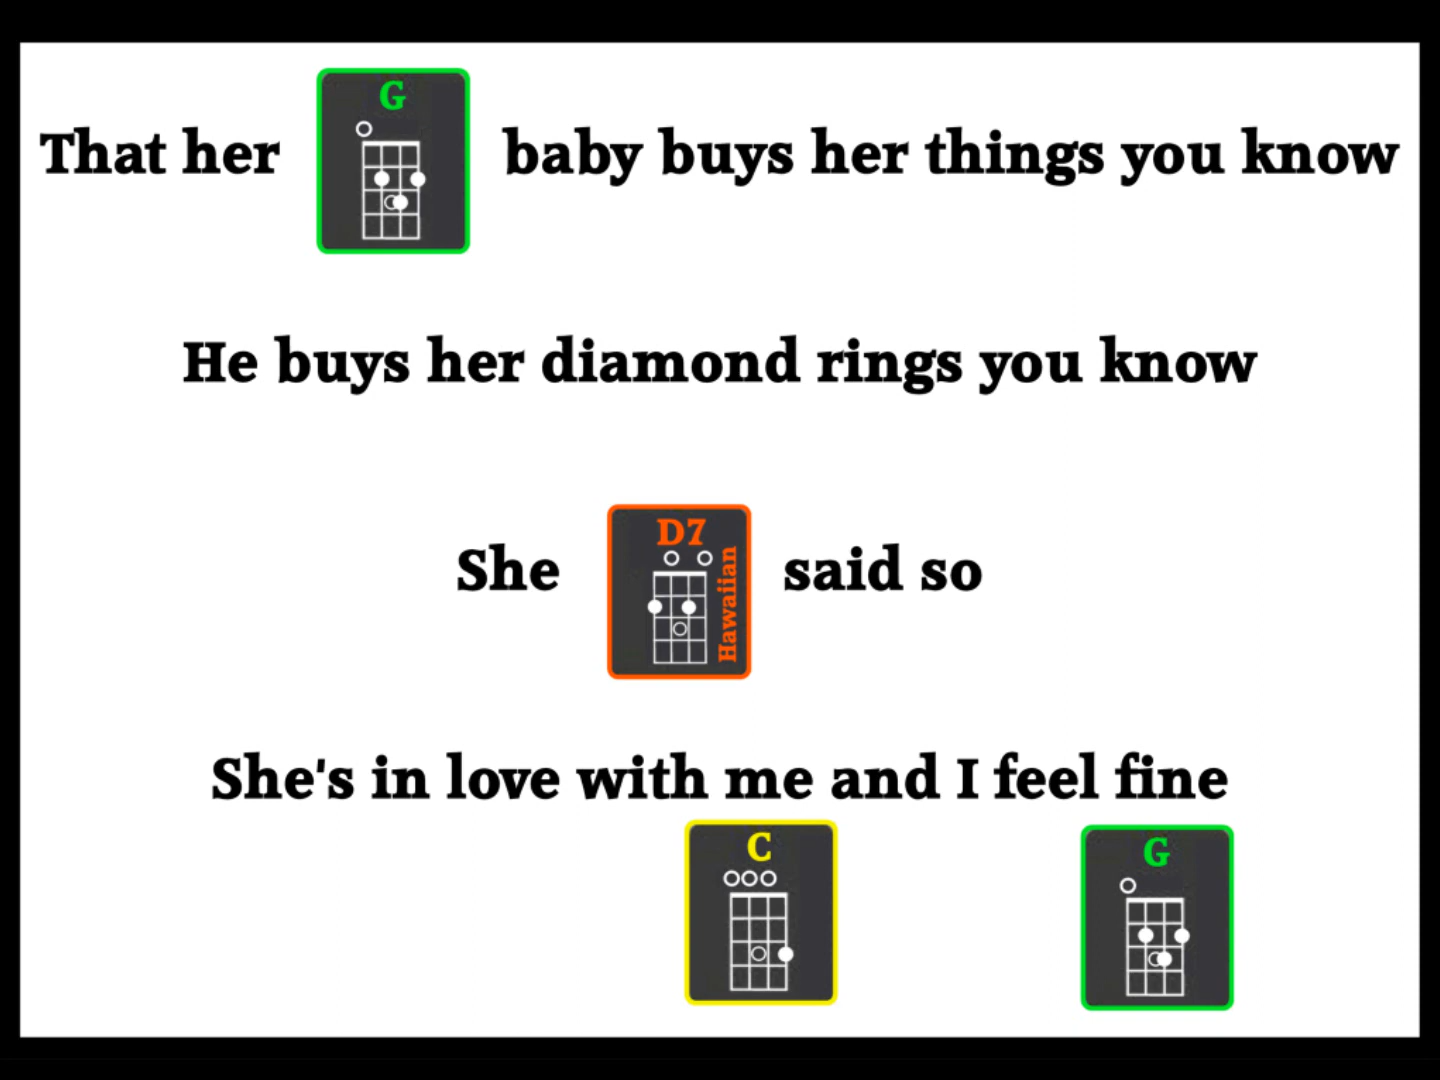 That her G baby buys her things you know
He buys her diamond rings you know
She D7 Hawaiian said so
She's in love with me and I feel fine
C G